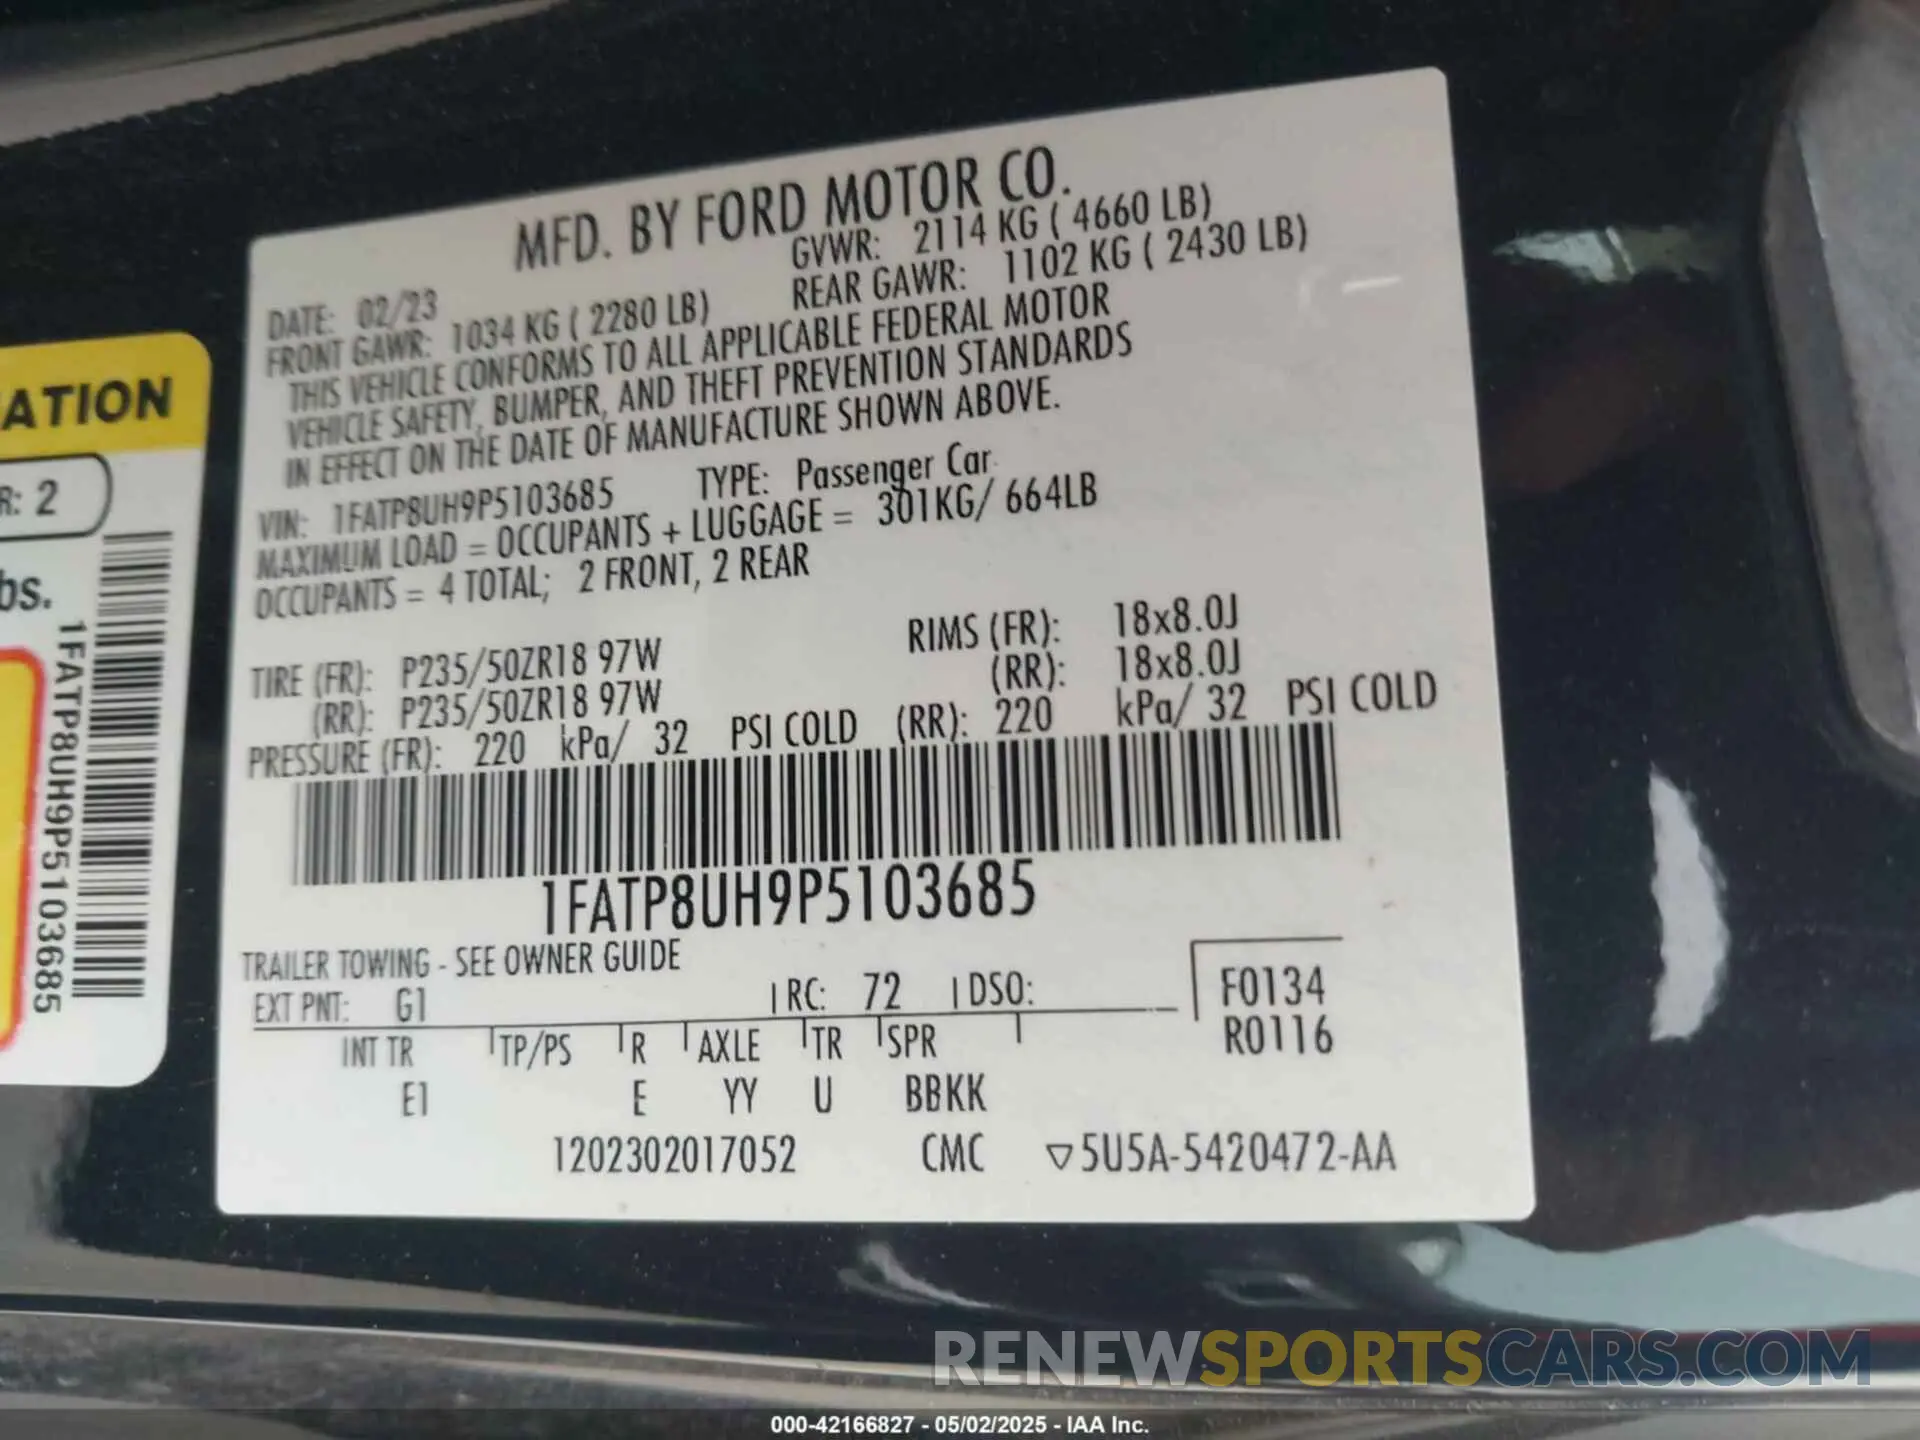 MFD. BY FORD MOTOR CO.
DATE: 02/23 GVWR: 2114 KG ( 4660 LB)
FRONT GAWR: 1034 KG ( 2280 LB) REAR GAWR: 1102 KG ( 2430 LB)
THIS VEHICLE CONFORMS TO ALL APPLICABLE FEDERAL MOTOR
VEHICLE SAFETY, BUMPER, AND THEFT PREVENTION STANDARDS
IN EFFECT ON THE DATE OF MANUFACTURE SHOWN ABOVE.
VIN: 1FATP8UH9P5103685 TYPE: Passenger Car
MAXIMUM LOAD = OCCUPANTS + LUGGAGE = 301KG/ 664LB
OCCUPANTS = 4 TOTAL; 2 FRONT, 2 REAR
TIRE (FR): P235/50ZR18 97W RIMS (FR): 18x8.0J
(RR): P235/50ZR18 97W (RR): 18x8.0J
PRESSURE (FR): 220 kPa/ 32 PSI COLD (RR): 220 kPa/ 32 PSI COLD
1FATP8UH9P5103685
TRAILER TOWING - SEE OWNER GUIDE
EXT PNT: G1 RC: 72 DSO: F0134
R0116
INT TR TP/PS R AXLE TR SPR
E1 E YY U BBKK
1202302017052 CMC ▽5U5A-5420472-AA
ATION
R: 2
bs.
1FATP8UH9P5103685
RENEWSPORTSCARS.COM
000-42166827 - 05/02/2025 - IAA Inc.